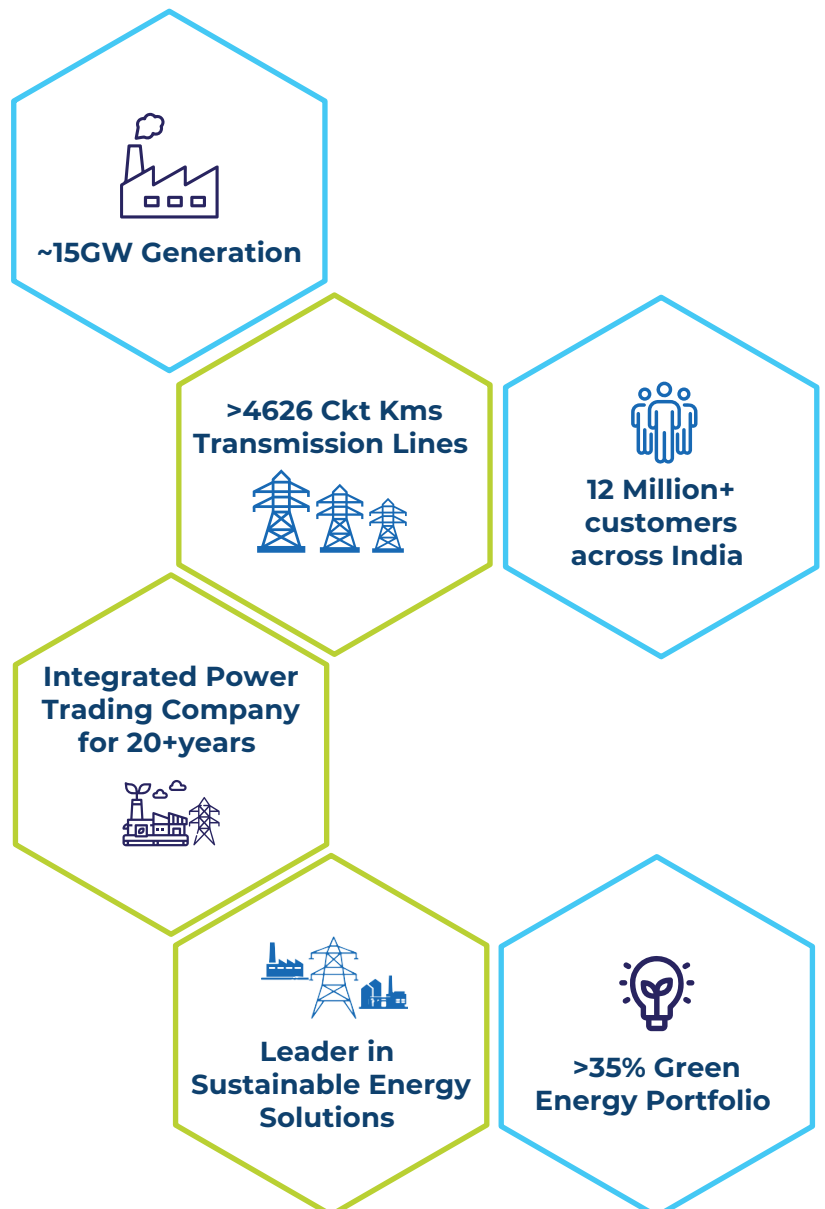 ~15GW Generation
>4626 Ckt Kms
Transmission Lines
12 Million+
customers
across India
Integrated Power
Trading Company
for 20+years
Leader in
Sustainable Energy
Solutions
>35% Green
Energy Portfolio